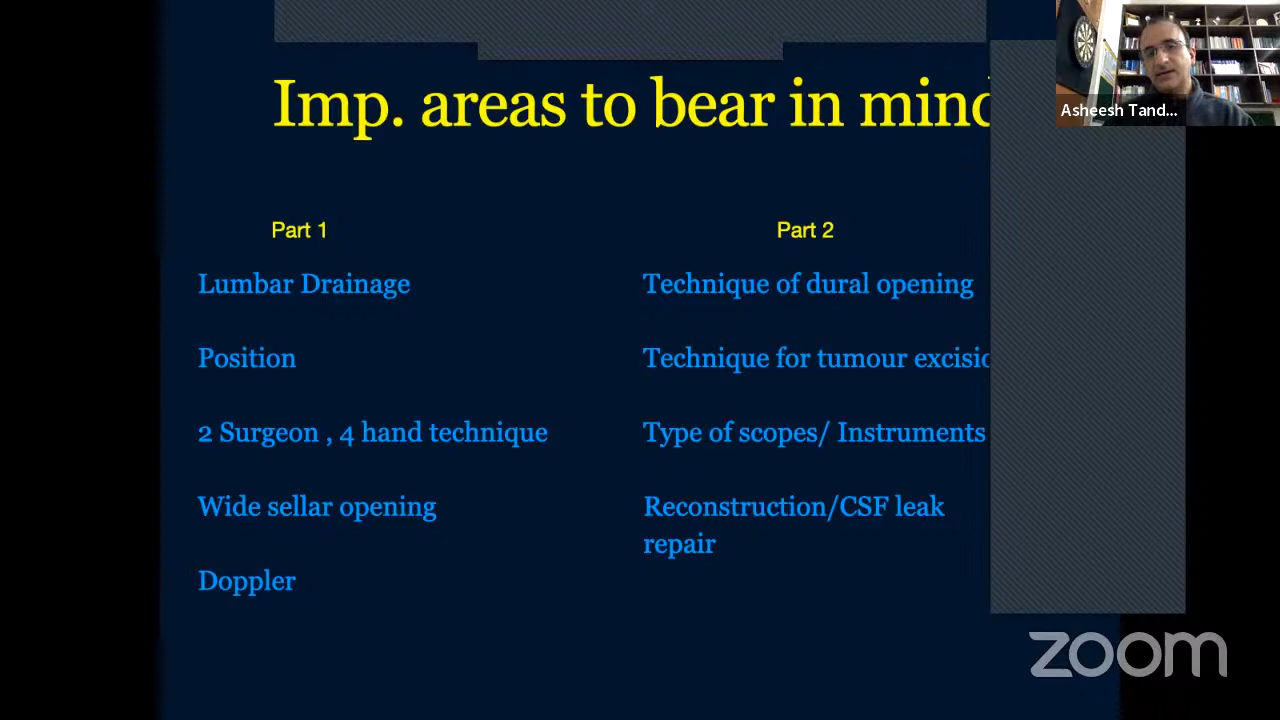 Imp. areas to bear in mind
Asheesh Tand...
Part 1
Lumbar Drainage
Position
2 Surgeon , 4 hand technique
Wide sellar opening
Doppler
Part 2
Technique of dural opening
Technique for tumour excisio
Type of scopes/ Instruments
Reconstruction/CSF leak
repair
zoom